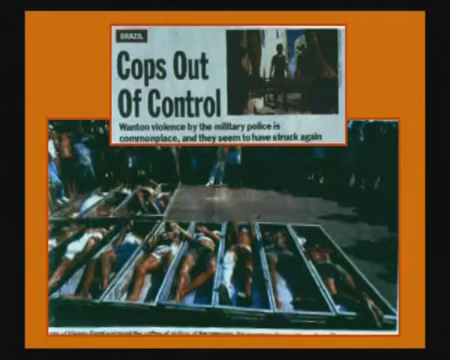 BRAZIL
Cops Out
Of Control
Wanton violence by the military police is
commonplace, and they seem to have struck again